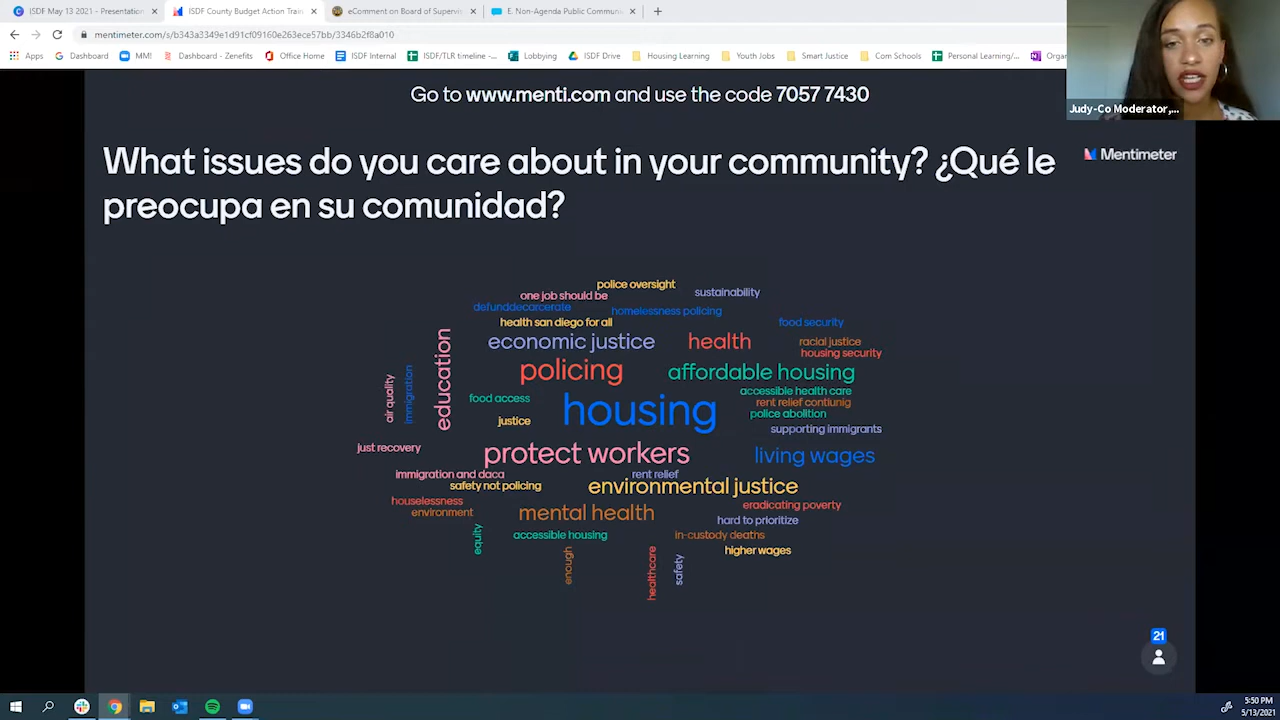 ISDF May 13 2021 - Presentation
ISDF County Budget Action Train
eComment on Board of Supervis
E. Non-Agenda Public Communi
mentimeter.com/s/b343a3349e1d91cf09160e263ece57bb/3346b2f8a010
Apps
Dashboard
MMI
Dashboard - Zenefits
Office Home
ISDF Internal
ISDF/TLR timeline -...
Lobbying
ISDF Drive
Housing Learning
Youth Jobs
Smart Justice
Com Schools
Personal Learning/...
Orga
Judy-Co Moderator,...
Go to www.menti.com and use the code 7057 7430
What issues do you care about in your community? ¿Qué le
preocupa en su comunidad?
Mentimeter
police oversight
one job should be
sustainability
defunddecarcerate
homelessness policing
health san diego for all
food security
economic justice
health
racial justice
housing security
education
policing
affordable housing
air quality
immigration
food access
accessible health care
rent relief contiunig
housing
police abolition
justice
supporting immigrants
just recovery
protect workers
living wages
immigration and daca
rent relief
safety not policing
environmental justice
houselessness
eradicating poverty
environment
mental health
hard to prioritize
equity
accessible housing
in-custody deaths
higher wages
enough
healthcare
safety
21
5:50 PM
5/13/2021